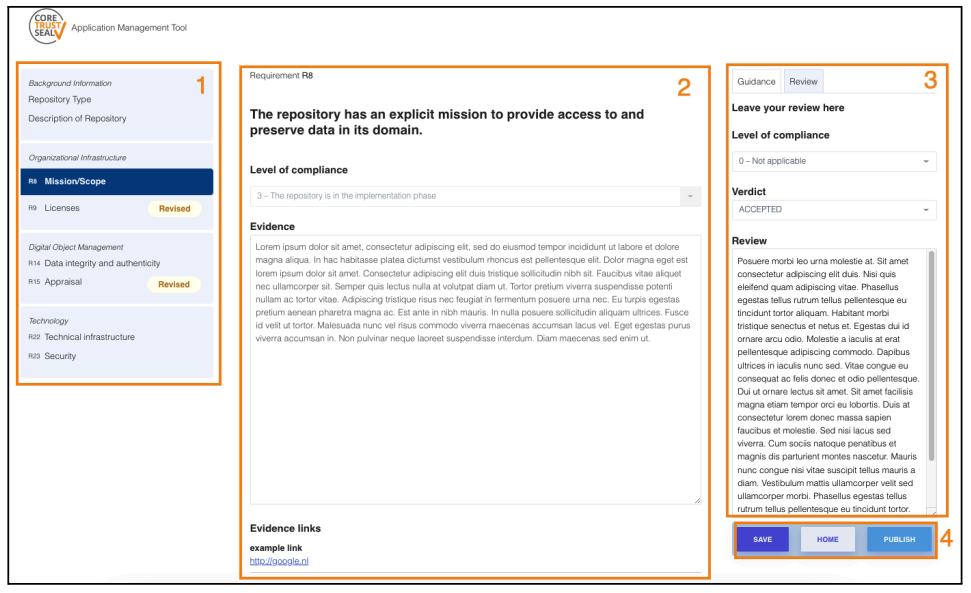 CORE
TRUST
SEAL
Application Management Tool
1
Background Information
Repository Type
Description of Repository
Organizational Infrastructure
R8 Mission/Scope
R9 Licenses Revised
Digital Object Management
R14 Data integrity and authenticity
R15 Appraisal Revised
Technology
R22 Technical infrastructure
R23 Security
Requirement R8
2
The repository has an explicit mission to provide access to and
preserve data in its domain.
Level of compliance
3 – The repository is in the implementation phase
Evidence
Lorem ipsum dolor sit amet, consectetur adipiscing elit, sed do eiusmod tempor incididunt ut labore et dolore
magna aliqua. In hac habitasse platea dictumst vestibulum rhoncus est pellentesque elit. Dolor magna eget est
lorem ipsum dolor sit amet. Consectetur adipiscing elit duis tristique sollicitudin nibh sit. Faucibus vitae aliquet
nec ullamcorper sit. Semper quis lectus nulla at volutpat diam ut. Tortor pretium viverra suspendisse potenti
nullam ac tortor vitae. Adipiscing tristique risus nec feugiat in fermentum posuere urna nec. Eu turpis egestas
pretium aenean pharetra magna ac. Est ante in nibh mauris. In nulla posuere sollicitudin aliquam ultrices. Fusce
id velit ut tortor. Malesuada nunc vel risus commodo viverra maecenas accumsan lacus vel. Eget egestas purus
viverra accumsan in. Non pulvinar neque laoreet suspendisse interdum. Diam maecenas sed enim ut.
Evidence links
example link
http://google.nl
Guidance Review
3
Leave your review here
Level of compliance
0 – Not applicable
Verdict
ACCEPTED
Review
Posuere morbi leo urna molestie at. Sit amet
consectetur adipiscing elit duis. Nisi quis
eleifend quam adipiscing vitae. Phasellus
egestas tellus rutrum tellus pellentesque eu
tincidunt tortor aliquam. Habitant morbi
tristique senectus et netus et. Egestas dui id
ornare arcu odio. Molestie a iaculis at erat
pellentesque adipiscing commodo. Dapibus
ultrices in iaculis nunc sed. Vitae congue eu
consequat ac felis donec et odio pellentesque.
Dui ut ornare lectus sit amet. Sit amet facilisis
magna etiam tempor orci eu lobortis. Duis at
consectetur lorem donec massa sapien
faucibus et molestie. Sed nisi lacus sed
viverra. Cum sociis natoque penatibus et
magnis dis parturient montes nascetur. Mauris
nunc congue nisi vitae suscipit tellus mauris a
diam. Vestibulum mattis ullamcorper velit sed
ullamcorper morbi. Phasellus egestas tellus
rutrum tellus pellentesque eu tincidunt tortor.
SAVE HOME PUBLISH
4